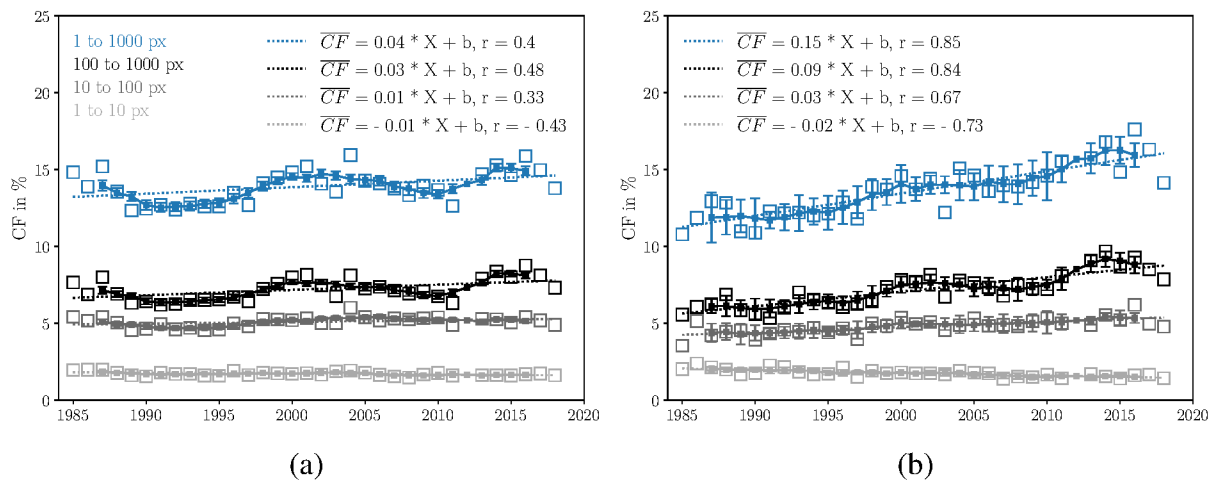 25
20
15
10
5
0
CF in %
1 to 1000 px
100 to 1000 px
10 to 100 px
1 to 10 px
CF = 0.04 * X + b, r = 0.4
CF = 0.03 * X + b, r = 0.48
CF = 0.01 * X + b, r = 0.33
CF = - 0.01 * X + b, r = - 0.43
1985 1990 1995 2000 2005 2010 2015 2020
(a)
25
20
15
10
5
0
CF in %
CF = 0.15 * X + b, r = 0.85
CF = 0.09 * X + b, r = 0.84
CF = 0.03 * X + b, r = 0.67
CF = - 0.02 * X + b, r = - 0.73
1985 1990 1995 2000 2005 2010 2015 2020
(b)